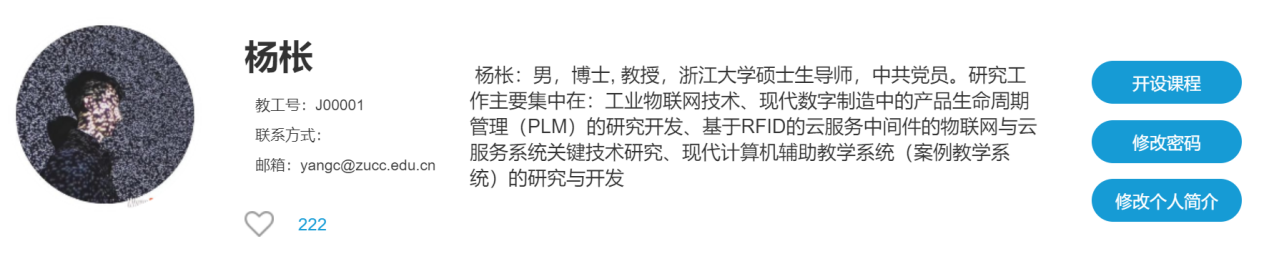 杨枨
教工号：J00001
联系方式：
邮箱：yangc@zucc.edu.cn
222
杨枨：男，博士, 教授，浙江大学硕士生导师，中共党员。研究工
作主要集中在：工业物联网技术、现代数字制造中的产品生命周期
管理（PLM）的研究开发、基于RFID的云服务中间件的物联网与云
服务系统关键技术研究、现代计算机辅助教学系统（案例教学系
统）的研究与开发
开设课程
修改密码
修改个人简介